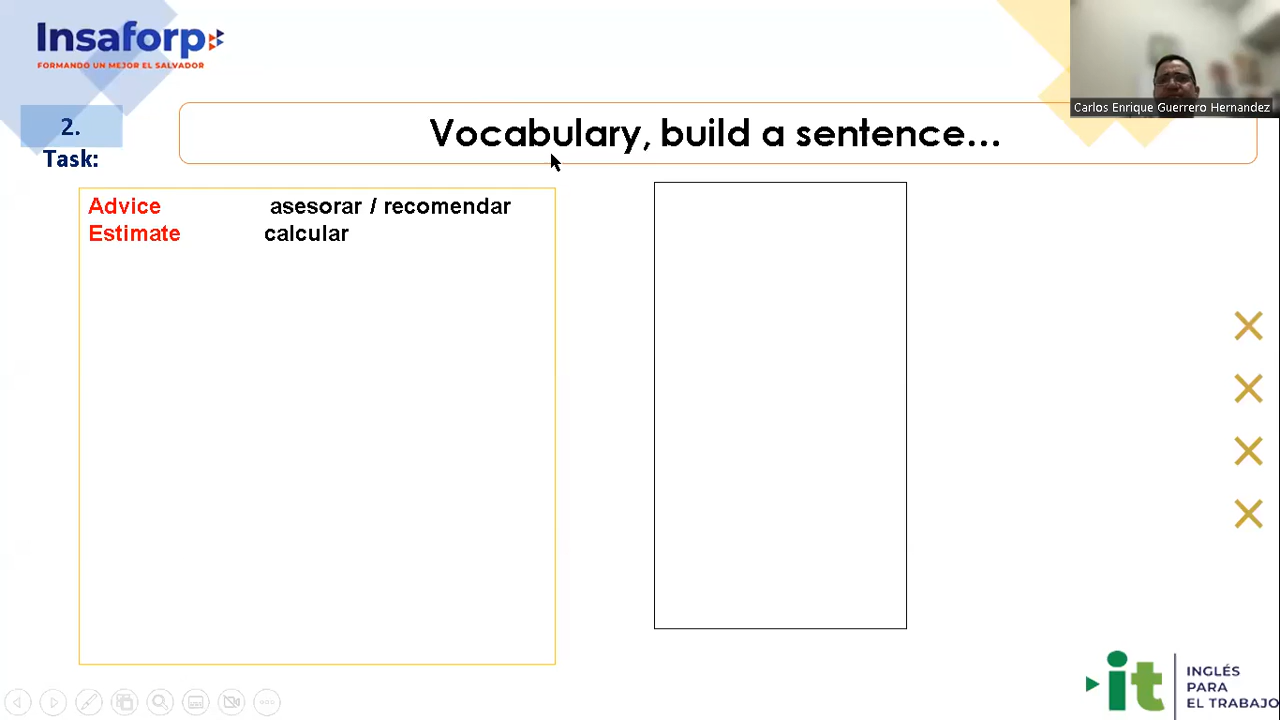 Insaforp
FORMANDO UN MEJOR EL SALVADOR
Carlos Enrique Guerrero Hernandez
2.
Task:
Vocabulary, build a sentence...
Advice asesorar / recomendar
Estimate calcular
it
INGLÉS
PARA
EL TRABAJO